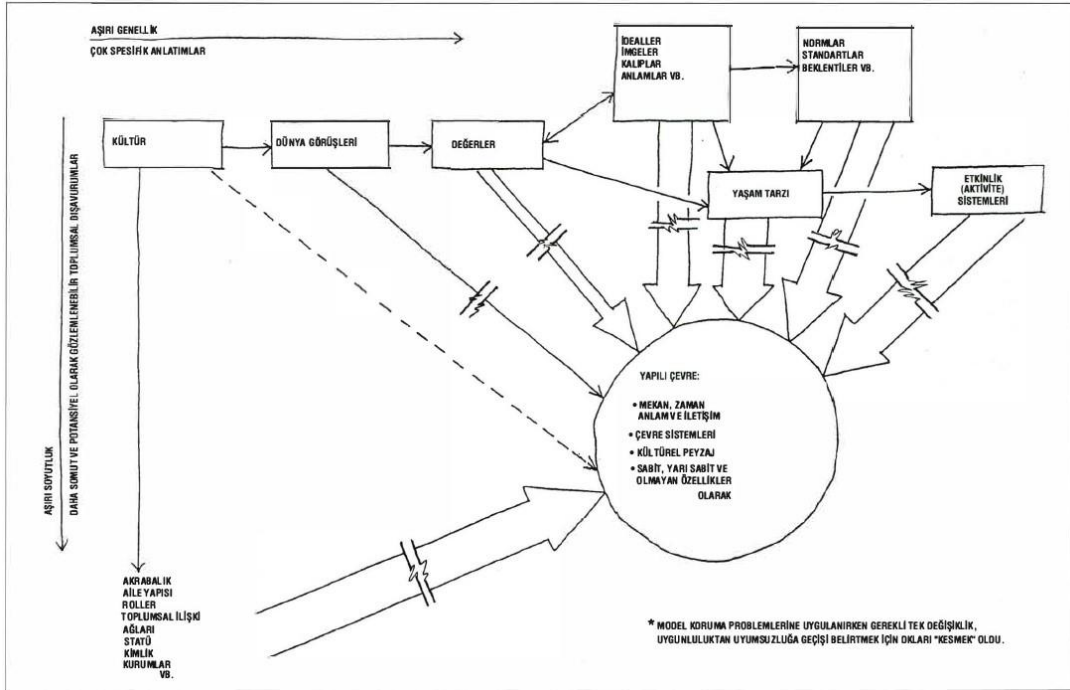 AŞIRI GENELLİK
ÇOK SPESİFİK ANLATIMLAR
İDEALLER
İMGELER
KALIPLAR
ANLAMLAR VB.
NORMLAR
STANDARTLAR
BEKLENTİLER VB.
KÜLTÜR
DÜNYA GÖRÜŞLERİ
DEĞERLER
YAŞAM TARZI
ETKİNLİK
(AKTİVİTE)
SİSTEMLERİ
AŞIRI SOYUTLUK
DAHA SOMUT VE POTANSİYEL OLARAK GÖZLENLENEBİLİR TOPLUMSAL DIŞAVURUMLAR
YAPILI ÇEVRE:
• MEKAN, ZAMAN
ANLAM VE İLETİŞİM
• ÇEVRE SİSTEMLERİ
• KÜLTÜREL PEYZAJ
• SABİT, YARI SABİT VE
OLMAYAN ÖZELLİKLER
OLARAK
AKRABALIK
AİLE YAPISI
ROLLER
TOPLUMSAL İLİŞKİ
AĞLARI
STATÜ
KİMLİK
KURUMLAR
VB.
* MODEL KORUMA PROBLEMLERİNE UYGULANIRKEN GEREKLİ TEK DEĞİŞİKLİK,
UYGUNLULUKTAN UYUMSUZLUĞA GEÇİŞİ BELİRTMEK İÇİN OKLARI "KESMEK" OLDU.